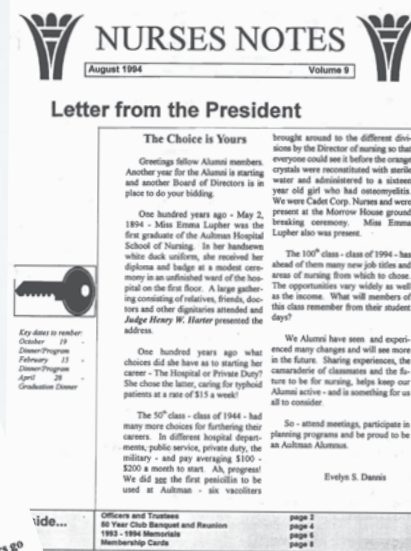 NURSES NOTES
August 1994
Volume 9
Letter from the President
The Choice is Yours
Greetings fellow Alumni members.
Another year for the Alumni is starting
and another Board of Directors is in
place to do your bidding.
One hundred years ago - May 2,
1894 - Miss Emma Lupher was the
first graduate of the Aultman Hospital
School of Nursing. In her handsewn
white duck uniform, she received her
diploma and badge at a modest cere-
mony in an unfinished ward of the hos-
pital on the first floor. A large gather-
ing consisting of relatives, friends, doc-
tors and other dignitaries attended and
Judge Henry W. Harter presented the
address.
One hundred years ago what
choices did she have as to starting her
career - The Hospital or Private Duty?
She chose the latter, caring for typhoid
patients at a rate of $15 a week!
The 50th class - class of 1944 - had
many more choices for furthering their
careers. In different hospital depart-
ments, public service, private duty, the
military - and pay averaging $100 -
$200 a month to start. Ah, progress!
We did see the first penicillin to be
used at Aultman - six vacoliters
brought around to the different divi-
sions by the Director of nursing so that
everyone could see it before the orange
crystals were reconstituted with sterile
water and administered to a sixteen
year old girl who had osteomyelitis.
We were Cadet Corp. Nurses and were
present at the Morrow House ground
breaking ceremony. Miss Emma
Lupher also was present.
The 100th class - class of 1994 - has
ahead of them many new job titles and
areas of nursing from which to chose.
The opportunities vary widely as well
as the income. What will members of
this class remember from their student
days?
We Alumni have seen and experi-
enced many changes and will see more
in the future. Sharing experiences, the
camaraderie of classmates and the fu-
ture to be for nursing, helps keep our
Alumni active - and is something for us
all to consider.
So - attend meetings, participate in
planning programs and be proud to be
an Aultman Alumnus.
Evelyn S. Dannis
Key dates to rember:
October 19 -
Dinner/Program
February 15 -
Dinner/Program
April 28 -
Graduation Dinner
ide...
Officers and Trustees page 2
50 Year Club Banquet and Reunion page 4
1993 - 1994 Memorials page 6
Membership Cards page 8
go